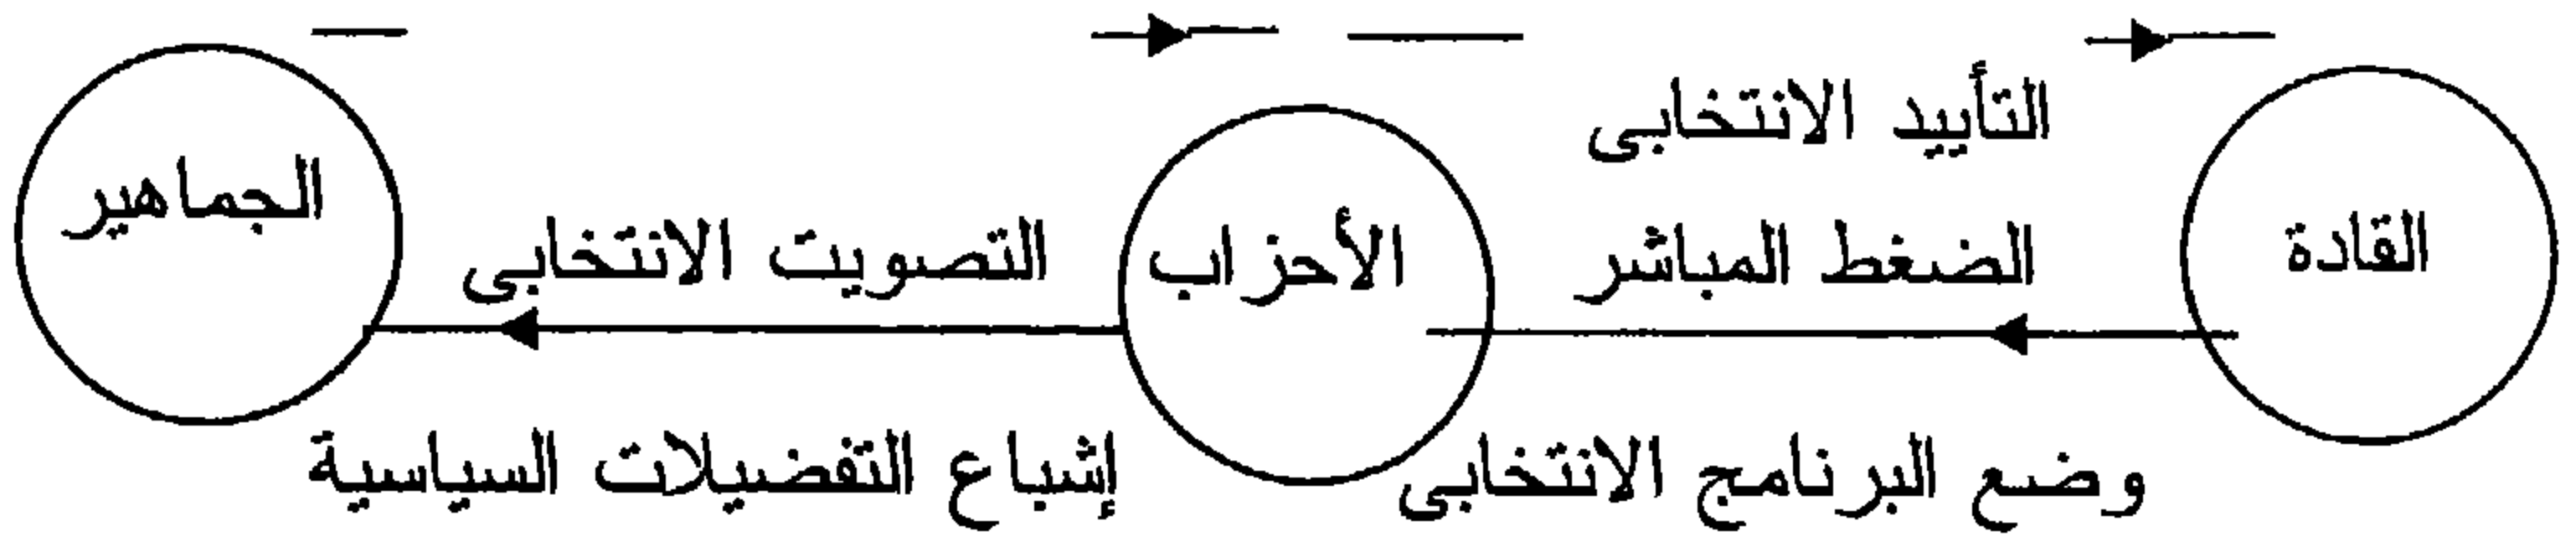 التأييد الانتخابى
القادة
الضغط المباشر
الأحزاب
التصويت الانتخابى
الجماهير
وضع البرنامج الانتخابى
إشباع التفضيلات السياسية